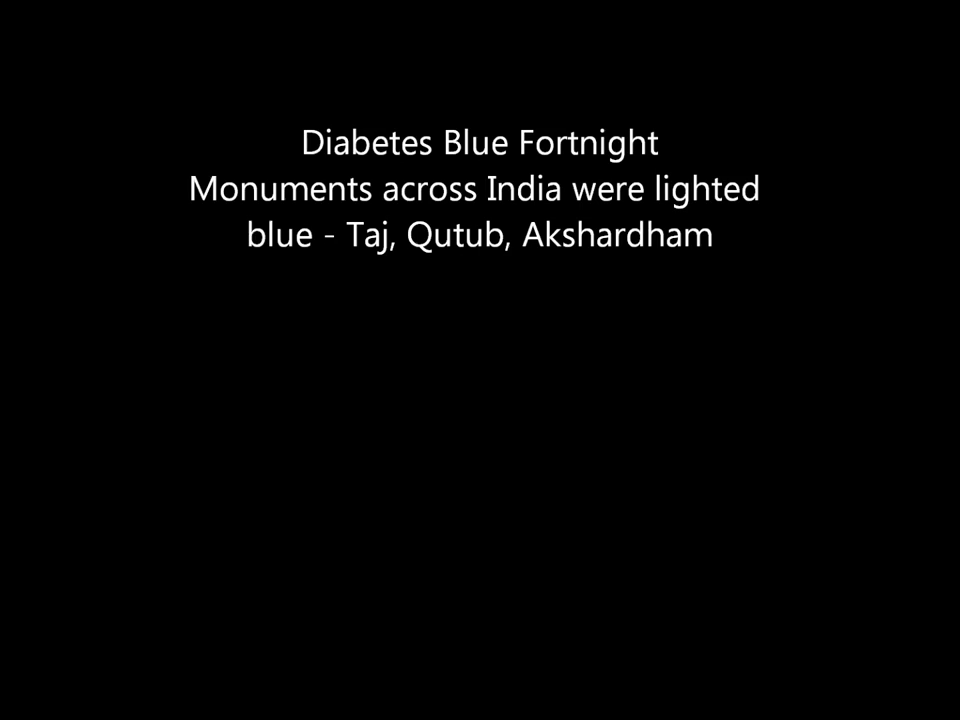 Diabetes Blue Fortnight
Monuments across India were lighted
blue - Taj, Qutub, Akshardham